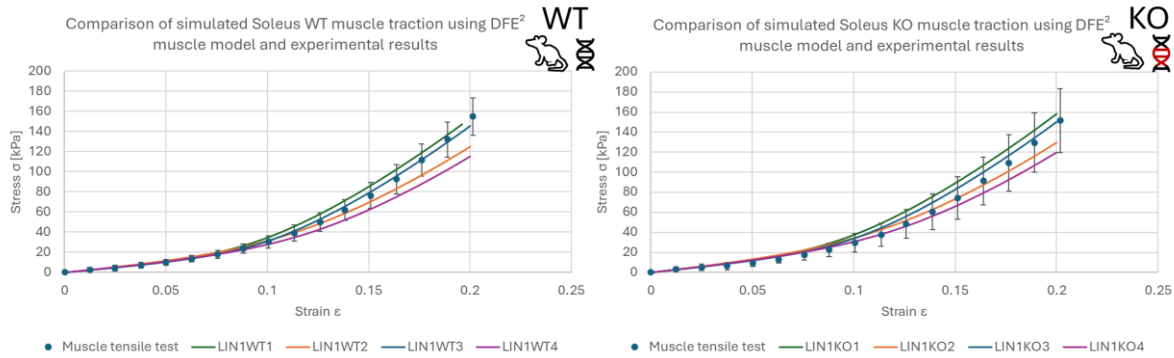 Comparison of simulated Soleus WT muscle traction using DFE²
muscle model and experimental results
WT
Stress σ [kPa]
200
180
160
140
120
100
80
60
40
20
0
0 0.05 0.1 0.15 0.2 0.25
Strain ε
Muscle tensile test LIN1WT1 LIN1WT2 LIN1WT3 LIN1WT4
Comparison of simulated Soleus KO muscle traction using DFE²
muscle model and experimental results
KO
Stress σ [kPa]
200
180
160
140
120
100
80
60
40
20
0
0 0.05 0.1 0.15 0.2 0.25
Strain ε
Muscle tensile test LIN1KO1 LIN1KO2 LIN1KO3 LIN1KO4